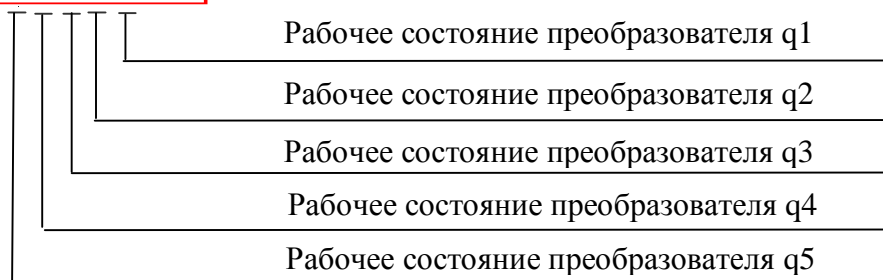 Рабочее состояние преобразователя q1
Рабочее состояние преобразователя q2
Рабочее состояние преобразователя q3
Рабочее состояние преобразователя q4
Рабочее состояние преобразователя q5